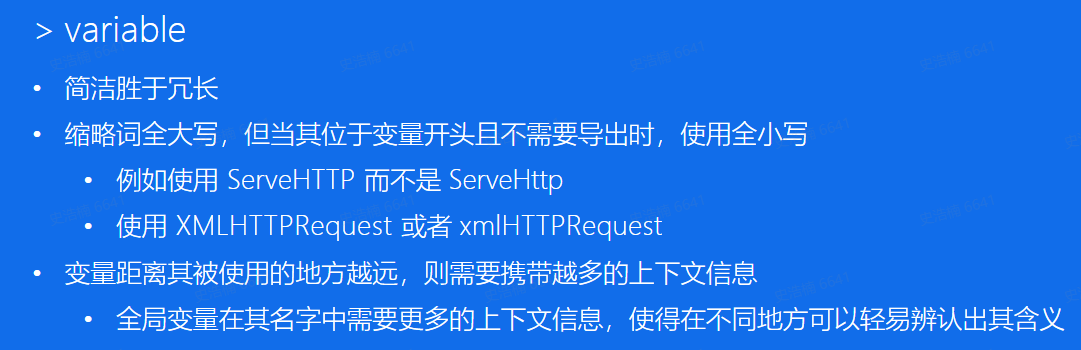 > variable
• 简洁胜于冗长
• 缩略词全大写，但当其位于变量开头且不需要导出时，使用全小写
• 例如使用 ServeHTTP 而不是 ServeHttp
• 使用 XMLHTTPRequest 或者 xmlHTTPRequest
• 变量距离其被使用的地方越远，则需要携带越多的上下文信息
• 全局变量在其名字中需要更多的上下文信息，使得在不同地方可以轻易辨认出其含义